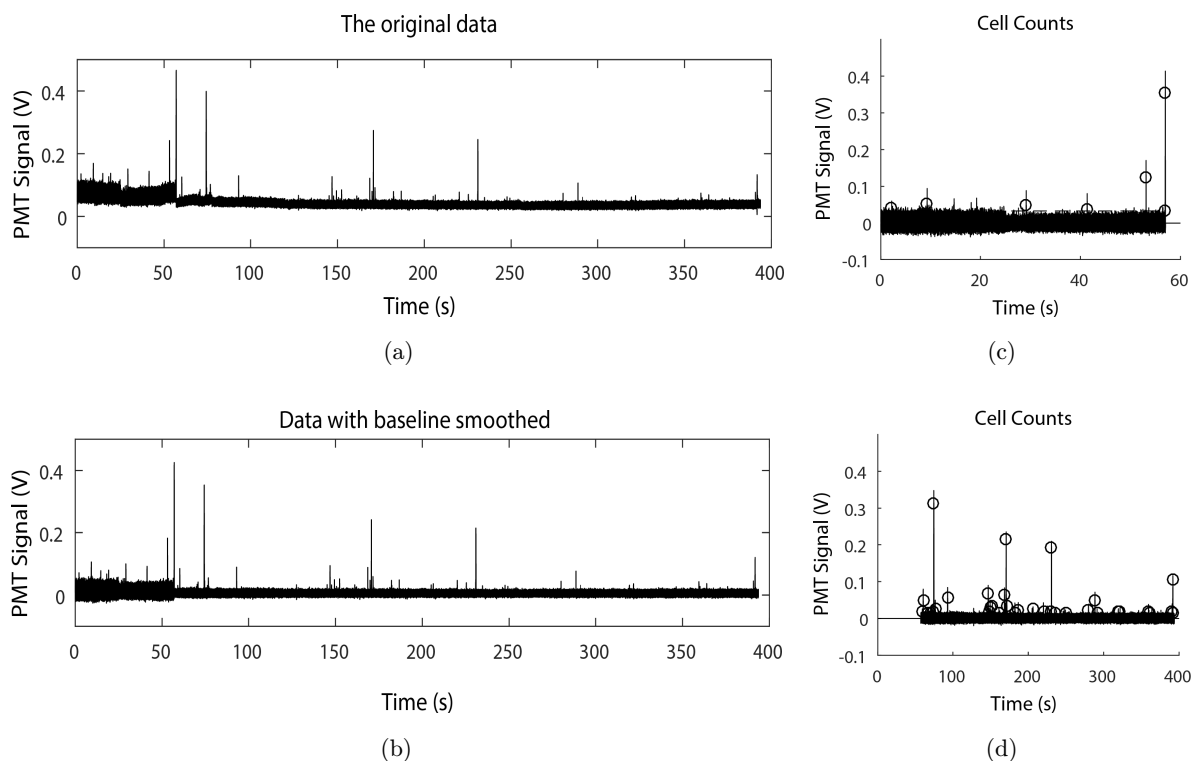 The original data
PMT Signal (V)
0.4
0.2
0
0 50 100 150 200 250 300 350 400
Time (s)
(a)
Cell Counts
PMT Signal (V)
0.4
0.3
0.2
0.1
0
-0.1
0 20 40 60
Time (s)
(c)
Data with baseline smoothed
PMT Signal (V)
0.4
0.2
0
0 50 100 150 200 250 300 350 400
Time (s)
(b)
Cell Counts
PMT Signal (V)
0.4
0.3
0.2
0.1
0
-0.1
0 100 200 300 400
Time (s)
(d)